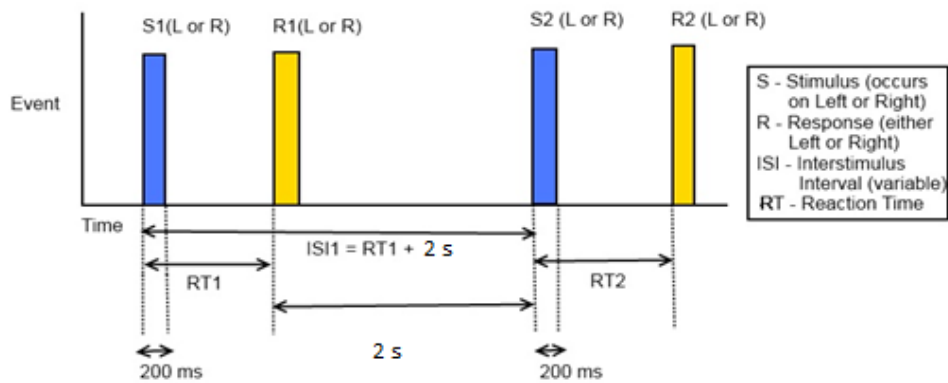 S1(L or R)
R1(L or R)
S2 (L or R)
R2 (L or R)
Event
S - Stimulus (occurs
on Left or Right)
R - Response (either
Left or Right)
ISI - Interstimulus
Interval (variable)
RT - Reaction Time
Time
ISI1 = RT1 + 2 s
RT1
RT2
2 s
200 ms
200 ms